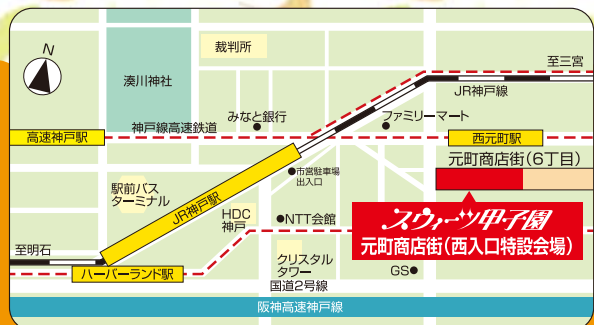 N
裁判所
至三宮
湊川神社
JR神戸線
みなと銀行
ファミリーマート
高速神戸駅
神戸線高速鉄道
西元町駅
元町商店街(6丁目)
市営駐車場
出入口
駅前バス
ターミナル
JR神戸駅
HDC
神戸
NTT会館
スウィーツ甲子園
元町商店街(西入口特設会場)
至明石
クリスタル
タワー
GS
ハーバーランド駅
国道2号線
阪神高速神戸線